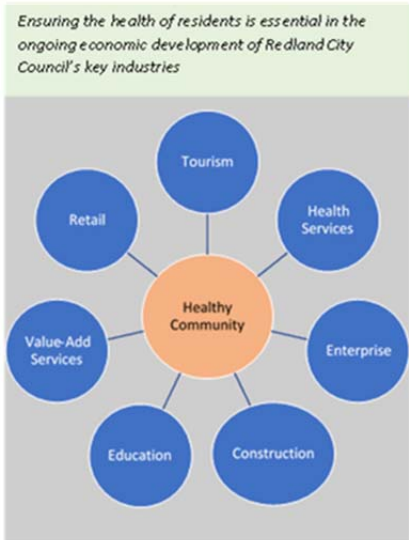 Ensuring the health of residents is essential in the
ongoing economic development of Redland City
Council's key industries
Tourism
Retail
Health
Services
Healthy
Community
Value-Add
Services
Enterprise
Education
Construction